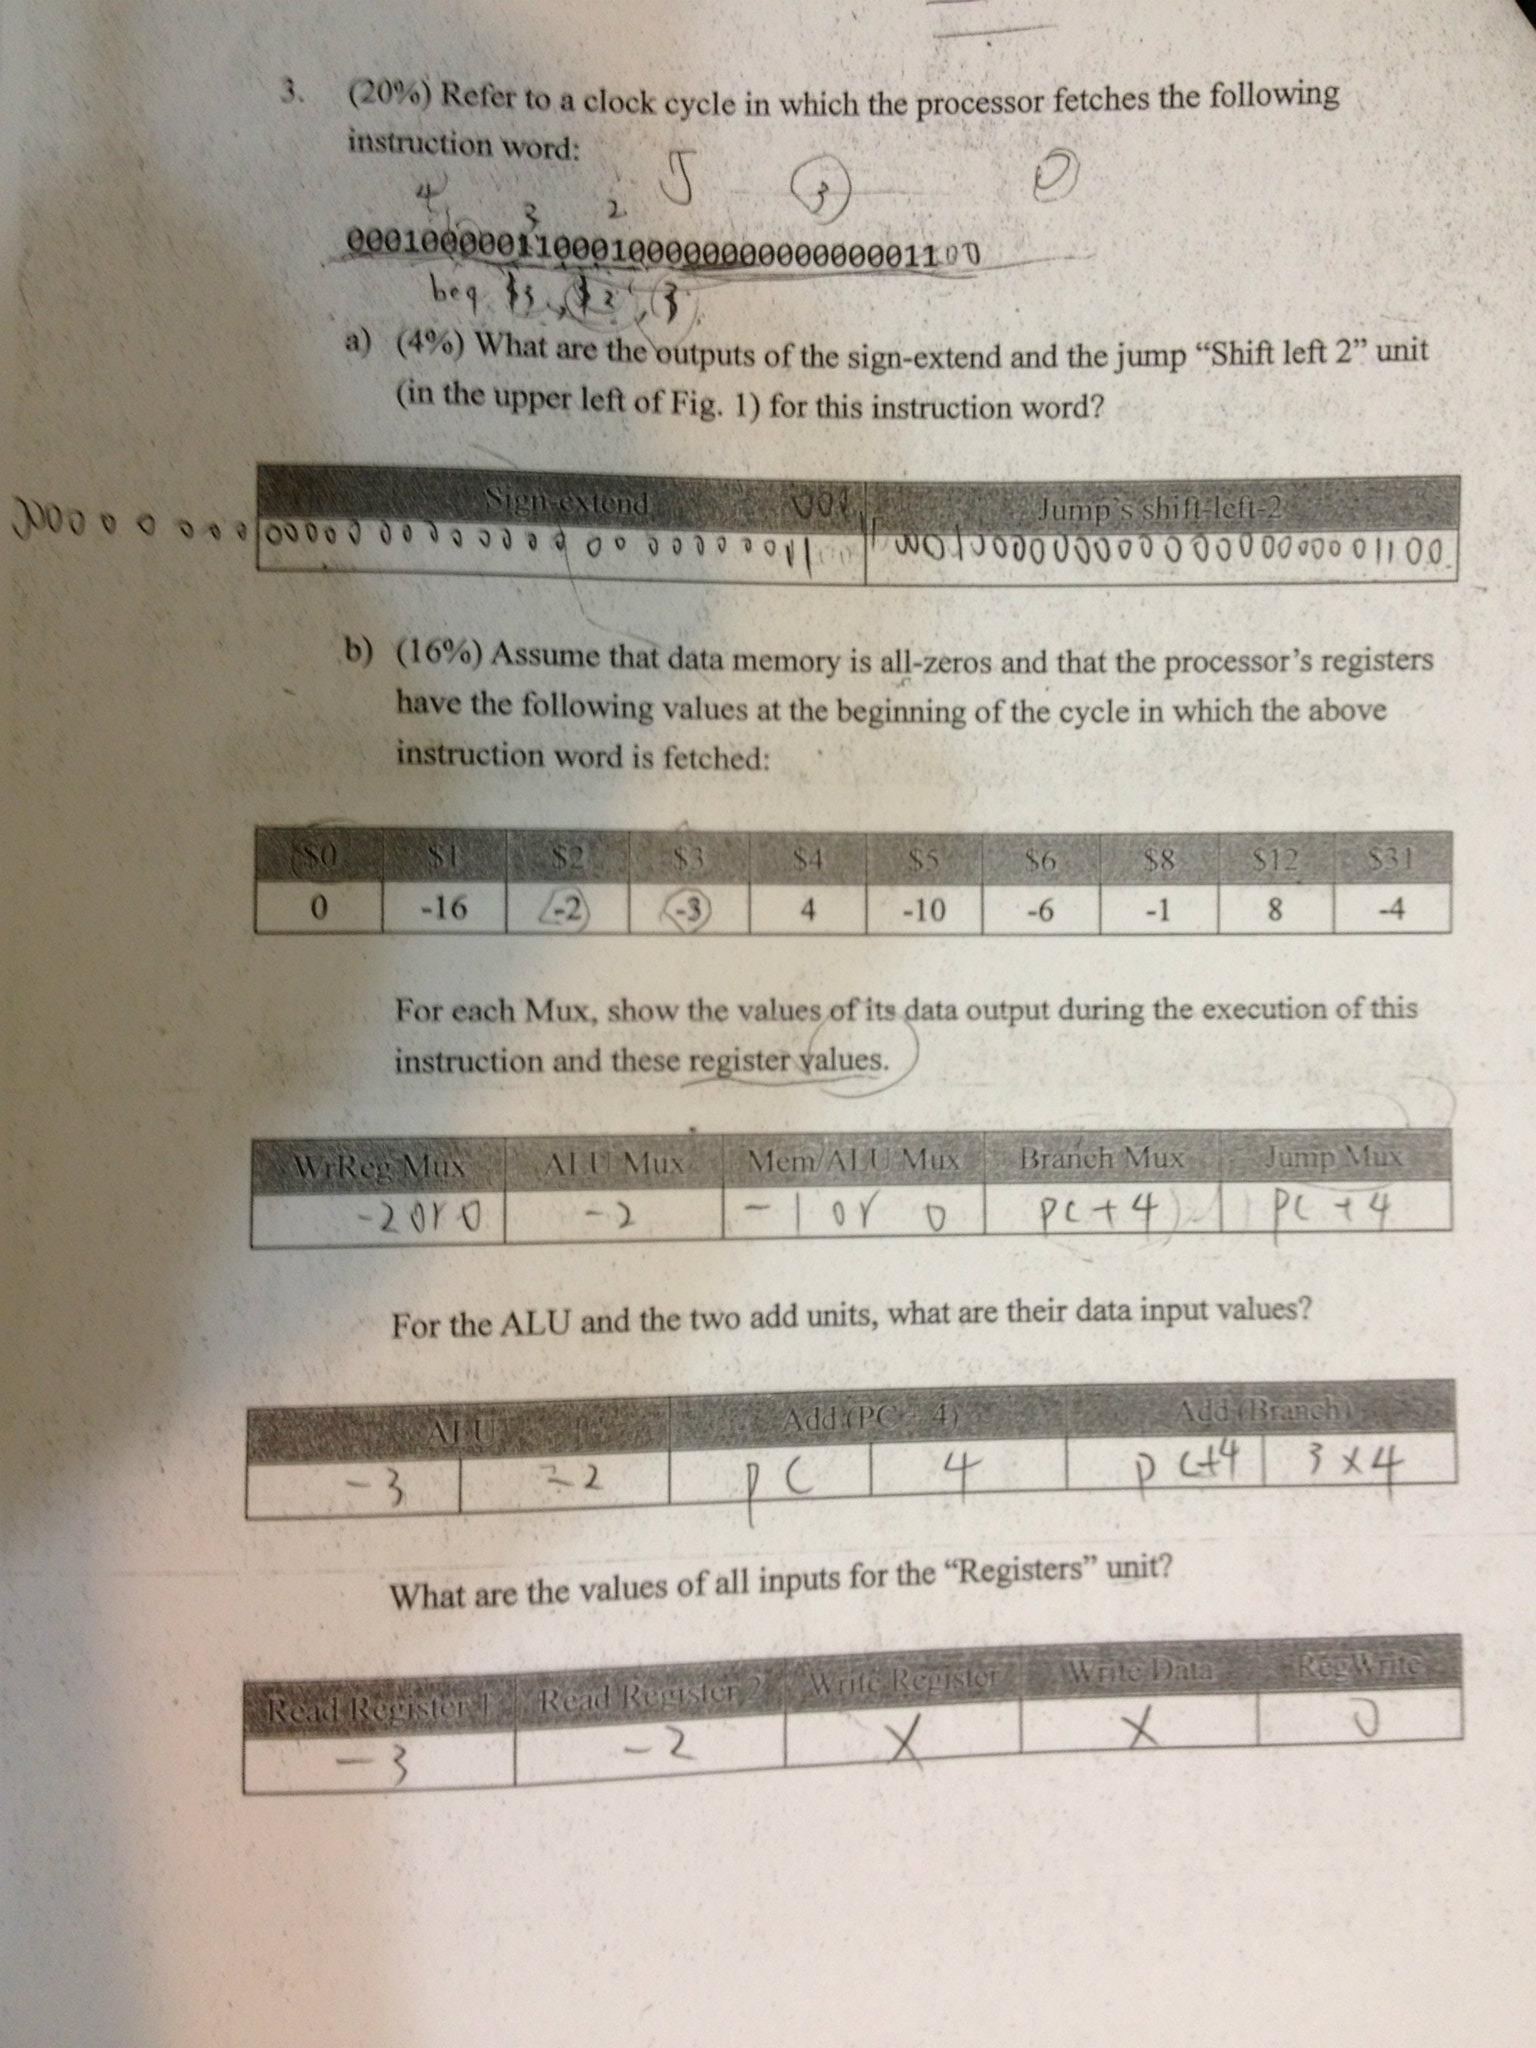 3. (20%) Refer to a clock cycle in which the processor fetches the following
instruction word:
J 3 0
4 3 2
00010000011000100000000000000011 00
beq $3, $2, (3)
a) (4%) What are the outputs of the sign-extend and the jump “Shift left 2” unit
(in the upper left of Fig. 1) for this instruction word?
Sign-extend Jump's shift-left-2
b) (16%) Assume that data memory is all-zeros and that the processor's registers
have the following values at the beginning of the cycle in which the above
instruction word is fetched:
$0 $1 $2 $3 $4 $5 $6 $8 $12 $31
0 -16 -2 -3 4 -10 -6 -1 8 -4
For each Mux, show the values of its data output during the execution of this
instruction and these register values.
WrReg Mux ALU Mux Mem/ALU Mux Branch Mux Jump Mux
-2 or 0 -2 -1 or 0 PC+4 PC+4
For the ALU and the two add units, what are their data input values?
ALU Add (PC + 4) Add (Branch)
-3 -2 PC 4 PC+4 3x4
What are the values of all inputs for the “Registers” unit?
Read Register 1 Read Register 2 Write Register Write Data RegWrite
-3 -2 X X 0